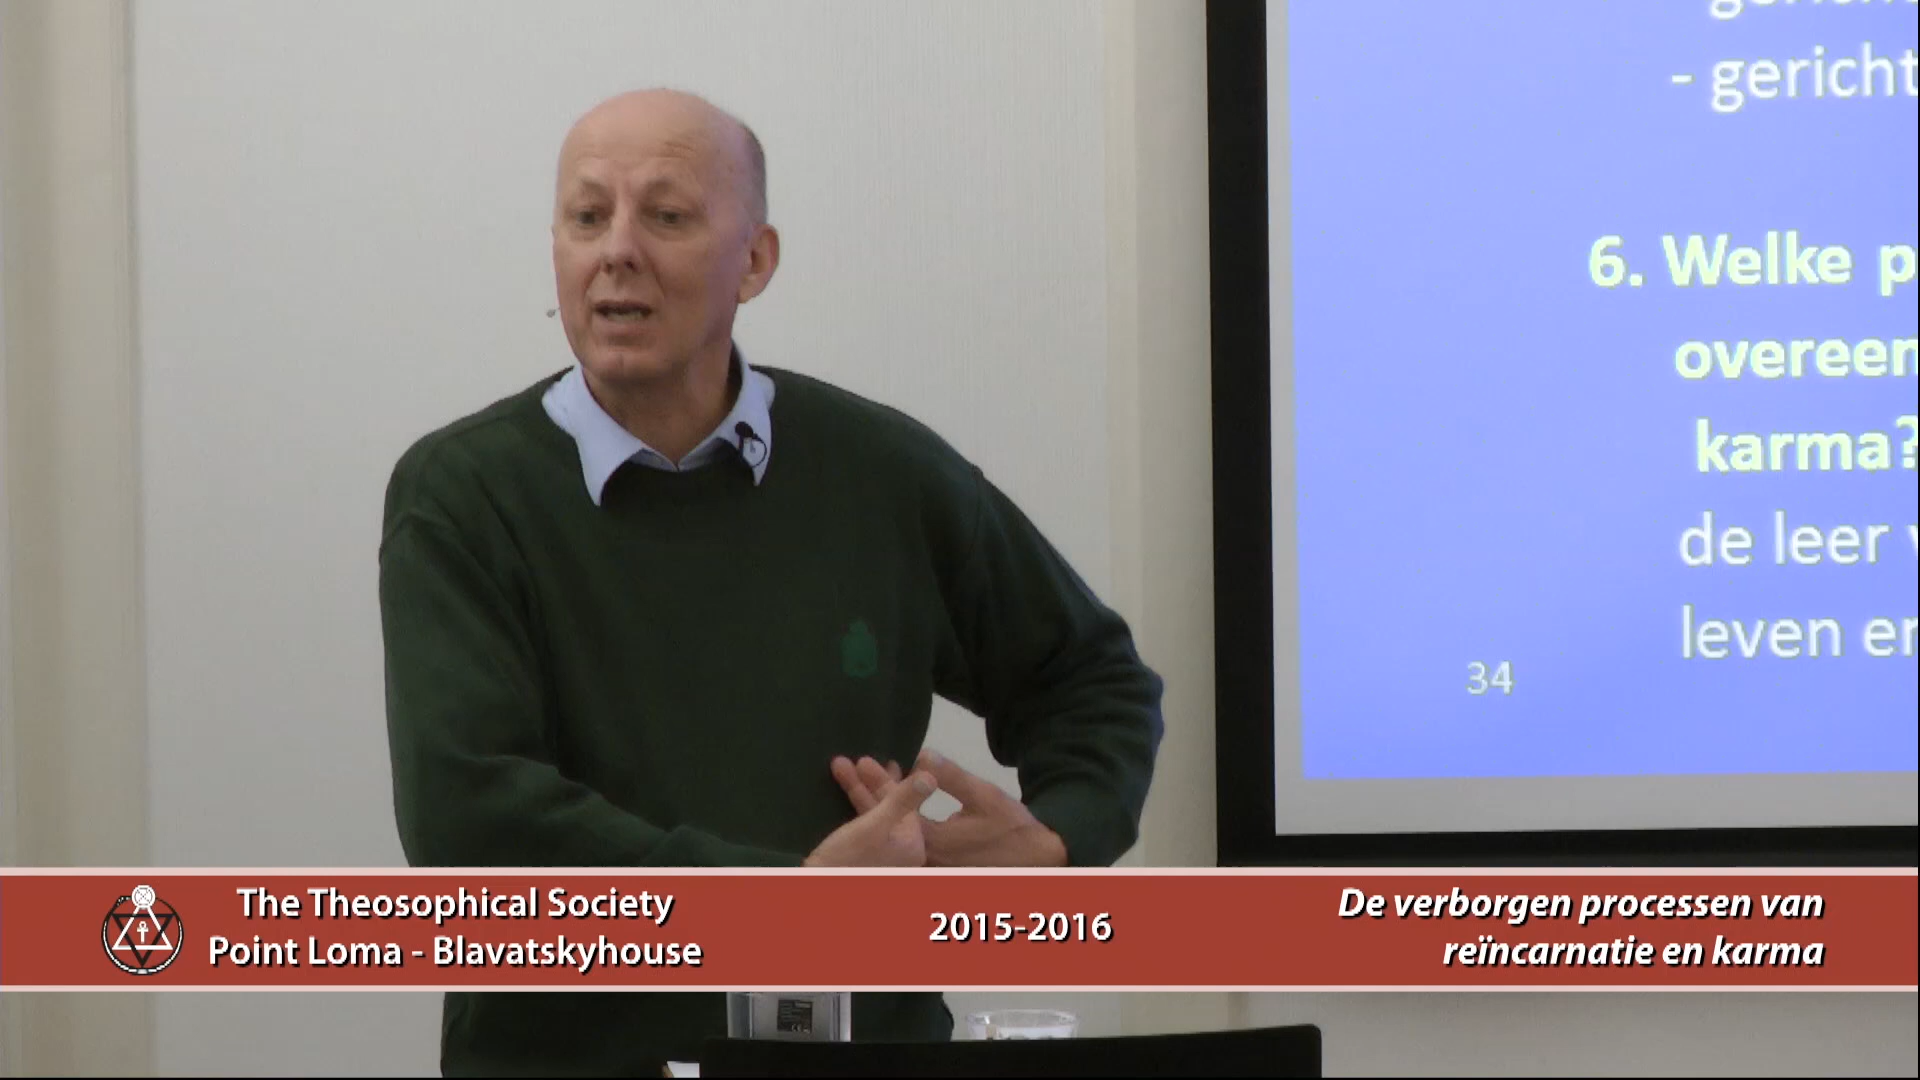 - gericht
6. Welke p
overeen
karma?
de leer
leven en
34
The Theosophical Society
Point Loma - Blavatskyhouse
2015-2016
De verborgen processen van
reïncarnatie en karma